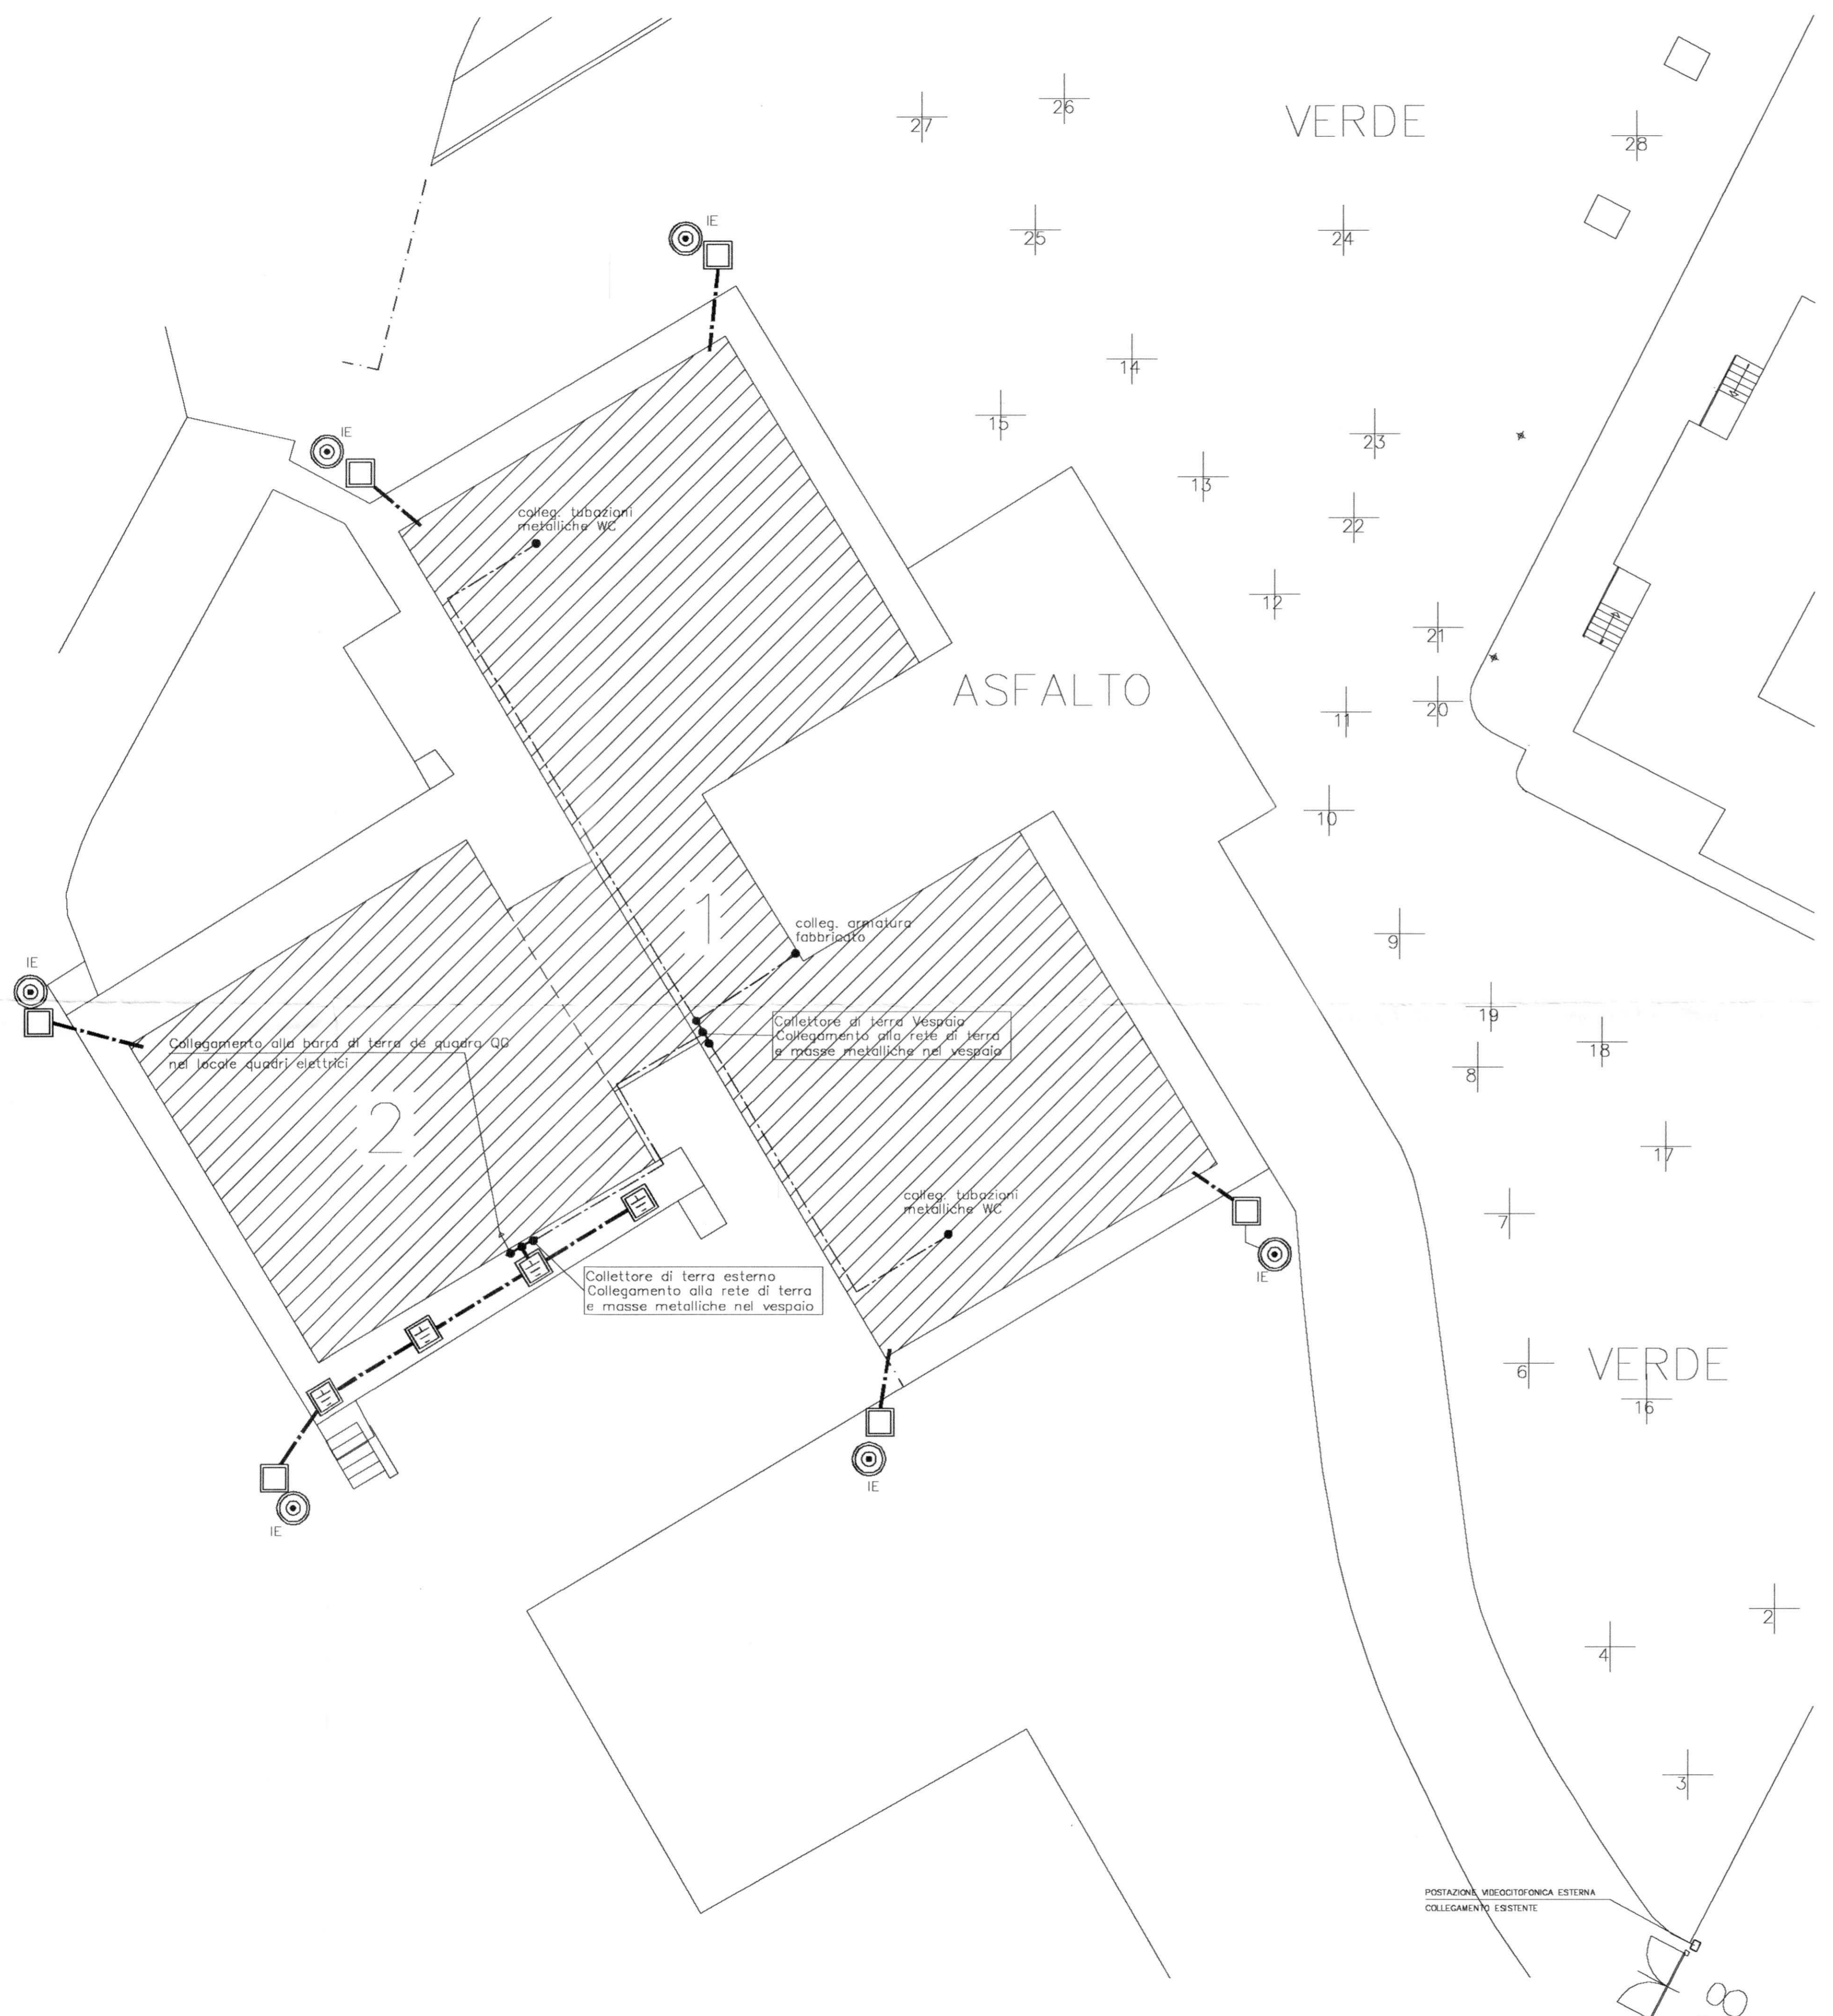 26
27
VERDE
28
IE
25
24
14
15
23
IE
13
colleg. tubazioni
metalliche WC
22
12
21
ASFALTO
20
11
10
1
colleg. armatura
fabbricato
9
IE
19
Collettore di terra Vespaio
Collegamento alla rete di terra
e masse metalliche nel vespaio
18
Collegamento alla barra di terra de quadro QG
nel locale quadri elettrici
8
2
17
colleg. tubazioni
metalliche WC
7
IE
Collettore di terra esterno
Collegamento alla rete di terra
e masse metalliche nel vespaio
6
VERDE
16
IE
IE
2
4
3
POSTAZIONE VIDEOCITOFONICA ESTERNA
COLLEGAMENTO ESISTENTE
8